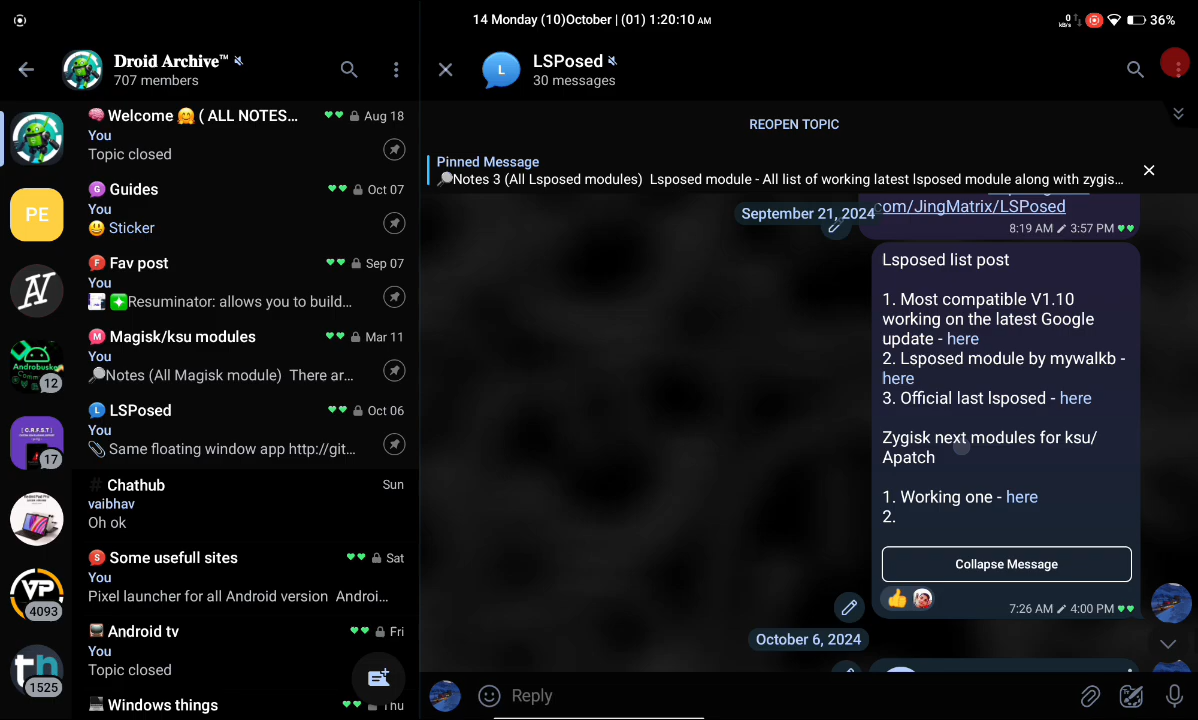 14 Monday (10)October | (01) 1:20:10 AM
0 KB/s
36%
Droid Archive™
707 members
Welcome 🤗 ( ALL NOTES... Aug 18
You
Topic closed
G Guides Oct 07
You
😃 Sticker
F Fav post Sep 07
You
Resuminator: allows you to build...
M Magisk/ksu modules Mar 11
You
🔎Notes (All Magisk module) There ar...
L LSPosed Oct 06
You
Same floating window app http://git...
# Chathub Sun
vaibhav
Oh ok
S Some usefull sites Sat
You
Pixel launcher for all Android version Androi...
Android tv Fri
You
Topic closed
Windows things Thu
PE
12
17
VP
4093
th
1525
L
LSPosed
30 messages
REOPEN TOPIC
Pinned Message
🔎Notes 3 (All Lsposed modules) Lsposed module - All list of working latest lsposed module along with zygis...
September 21, 2024
com/JingMatrix/LSPosed
8:19 AM 3:57 PM
Lsposed list post
1. Most compatible V1.10
working on the latest Google
update - here
2. Lsposed module by mywalkb -
here
3. Official last lsposed - here
Zygisk next modules for ksu/
Apatch
1. Working one - here
2.
Collapse Message
7:26 AM 4:00 PM
October 6, 2024
Reply